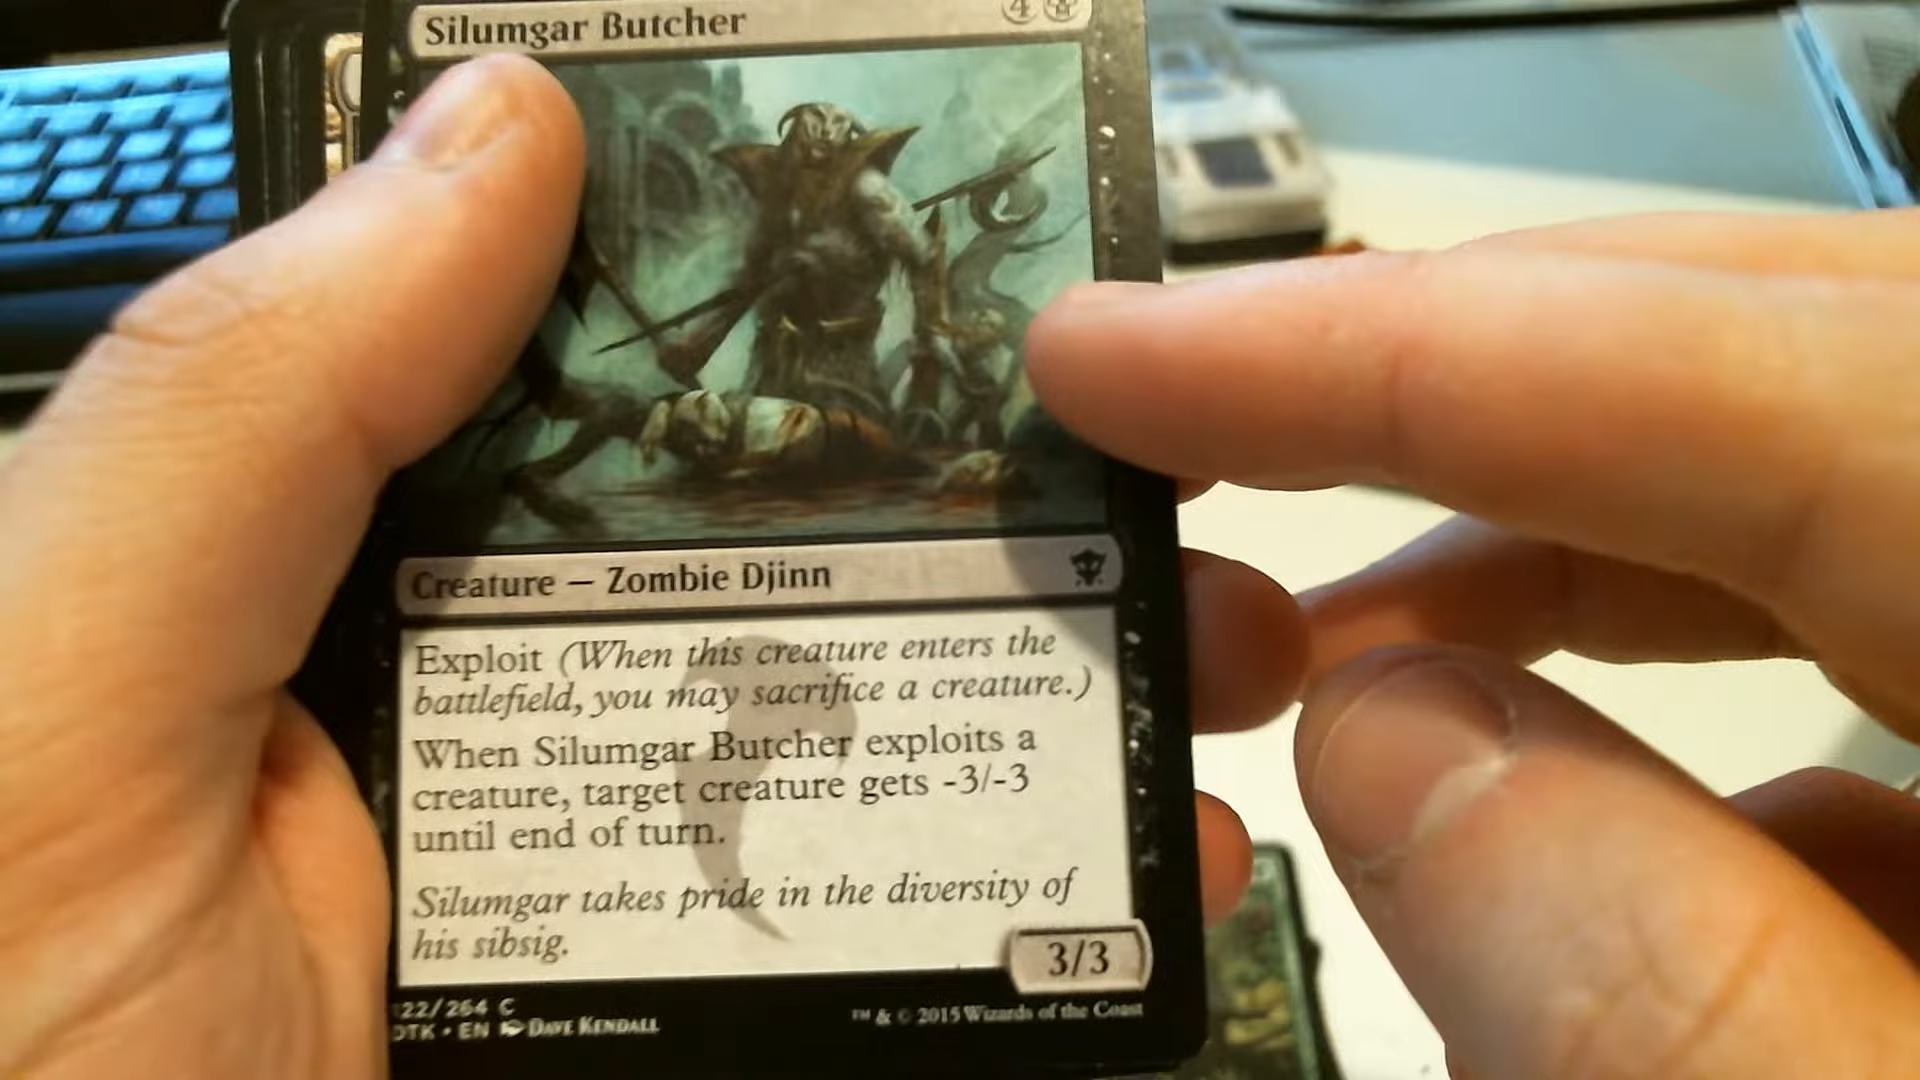 Silumgar Butcher
4
Creature — Zombie Djinn
Exploit (When this creature enters the
battlefield, you may sacrifice a creature.)
When Silumgar Butcher exploits a
creature, target creature gets -3/-3
until end of turn.
Silumgar takes pride in the diversity of
his sibsig.
3/3
22/264 C
DTK • EN Dave Kendall
™ & © 2015 Wizards of the Coast